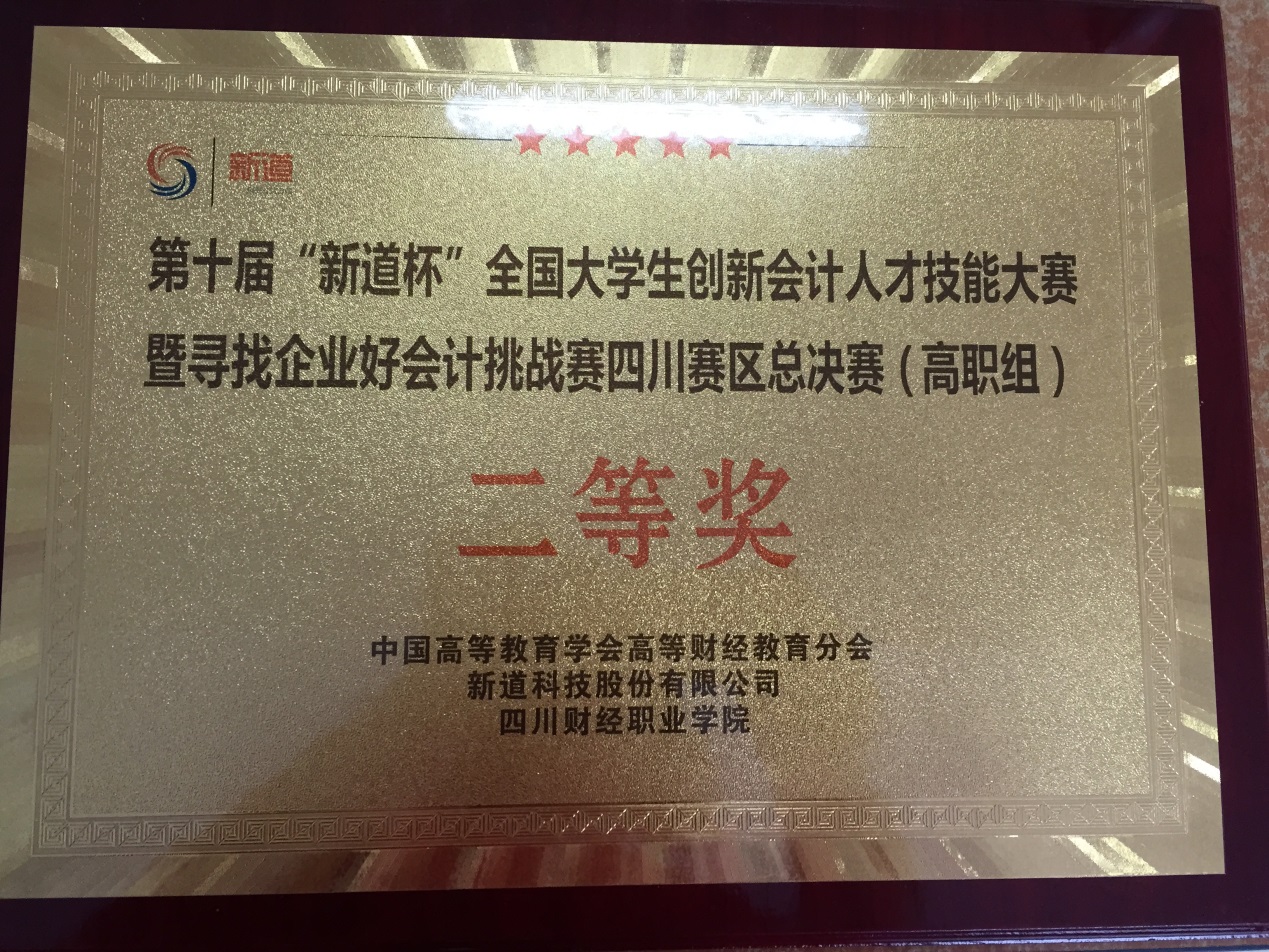 新道
第十届“新道杯”全国大学生创新会计人才技能大赛
暨寻找企业好会计挑战赛四川赛区总决赛(高职组)
二等奖
中国高等教育学会高等财经教育分会
新道科技股份有限公司
四川财经职业学院